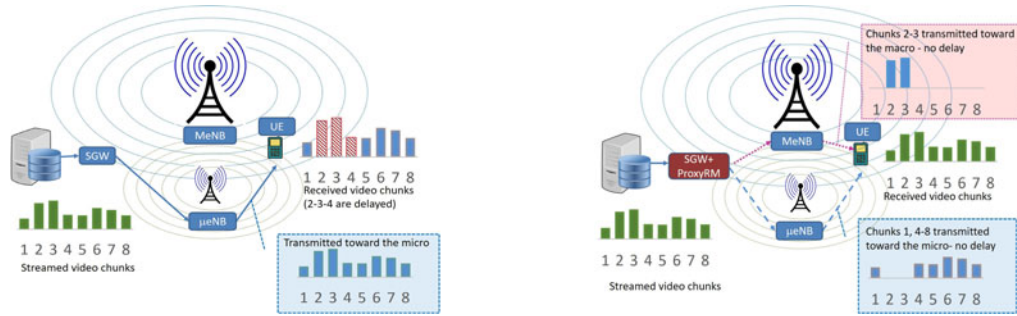 MeNB
UE
SGW
µeNB
1 2 3 4 5 6 7 8
Received video chunks
(2-3-4 are delayed)
1 2 3 4 5 6 7 8
Streamed video chunks
Transmitted toward the micro
1 2 3 4 5 6 7 8
Chunks 2-3 transmitted toward
the macro - no delay
1 2 3 4 5 6 7 8
MeNB
UE
SGW+
ProxyRM
µeNB
1 2 3 4 5 6 7 8
Received video chunks
1 2 3 4 5 6 7 8
Streamed video chunks
Chunks 1, 4-8 transmitted
toward the micro- no delay
1 2 3 4 5 6 7 8